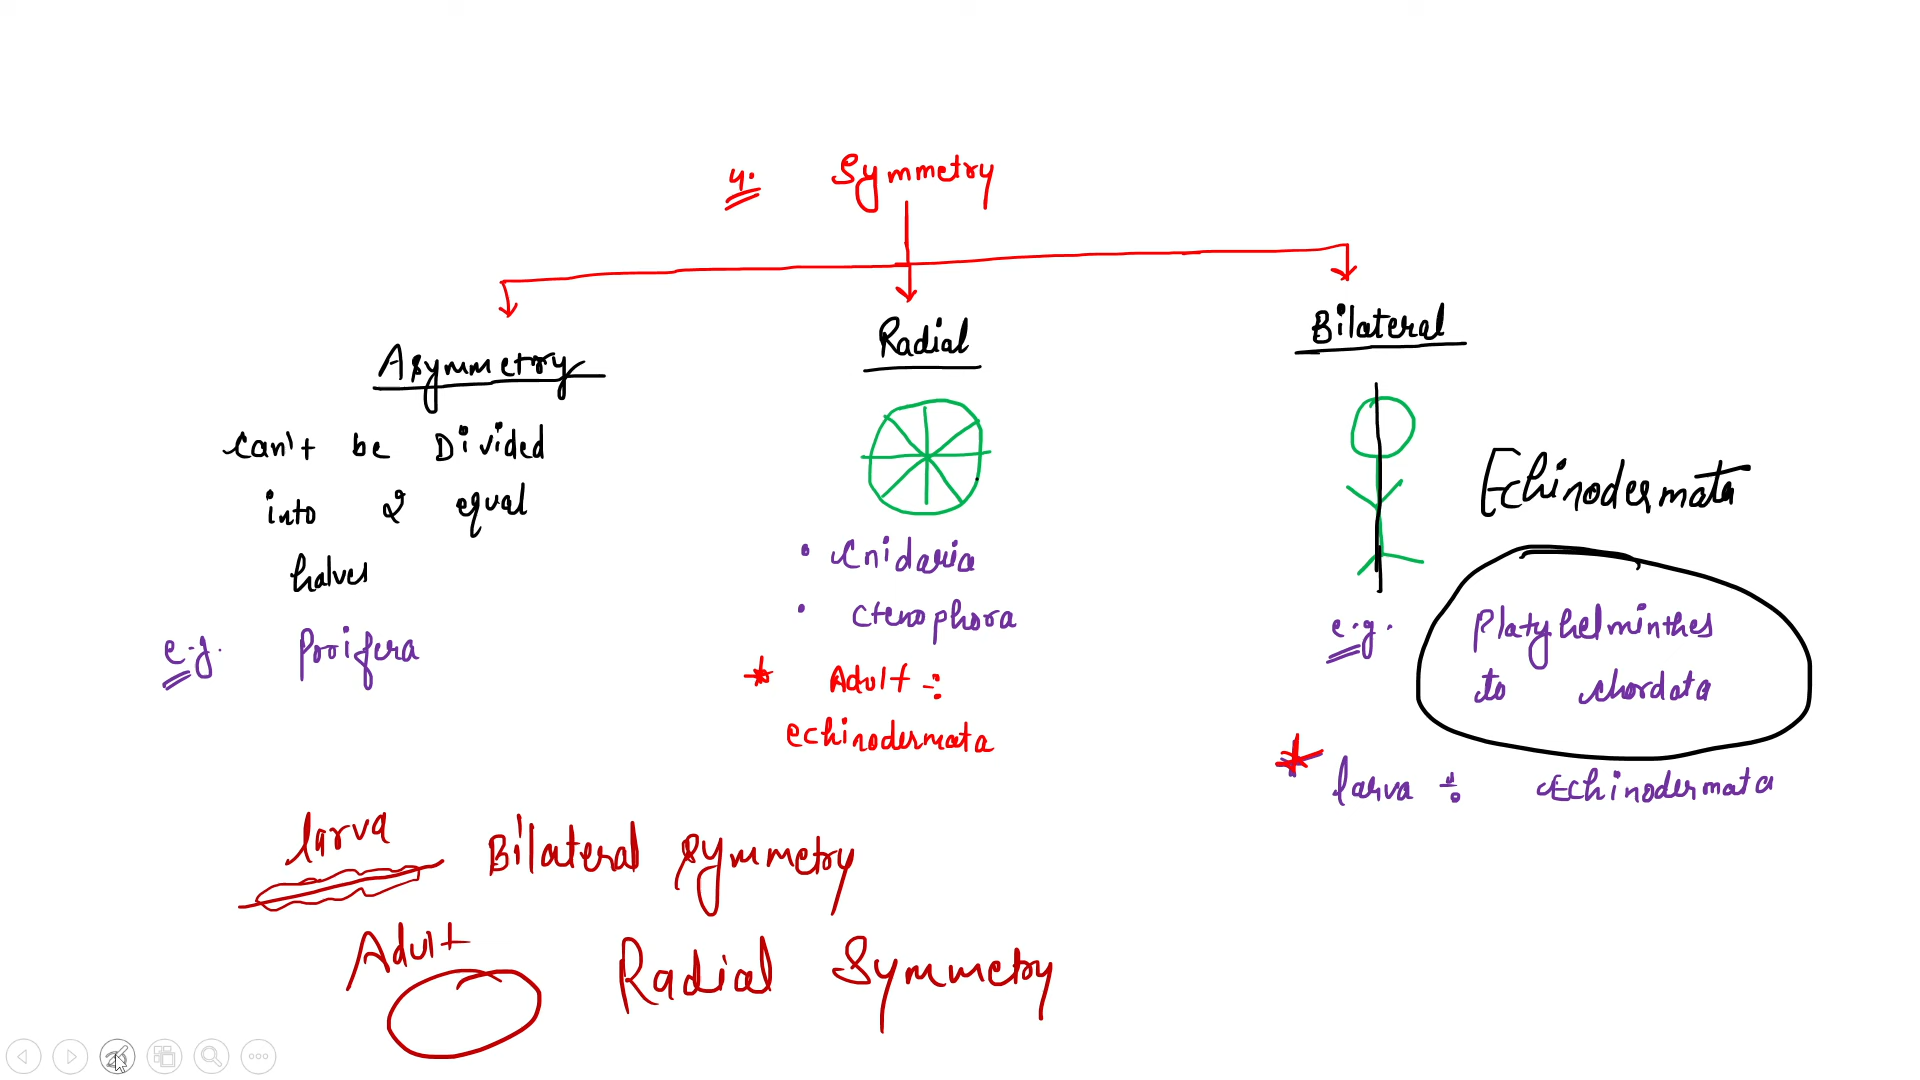 4. Symmetry
Asymmetry
can't be Divided
into 2 equal
halves
e.g. Porifera
Radial
• Cnidaria
• ctenophora
* Adult :-
echinodermata
Bilateral
Echinodermata
e.g. Platyhelminthes
to chordata
* larva ÷ Echinodermata
larva Bilateral symmetry
Adult Radial Symmetry